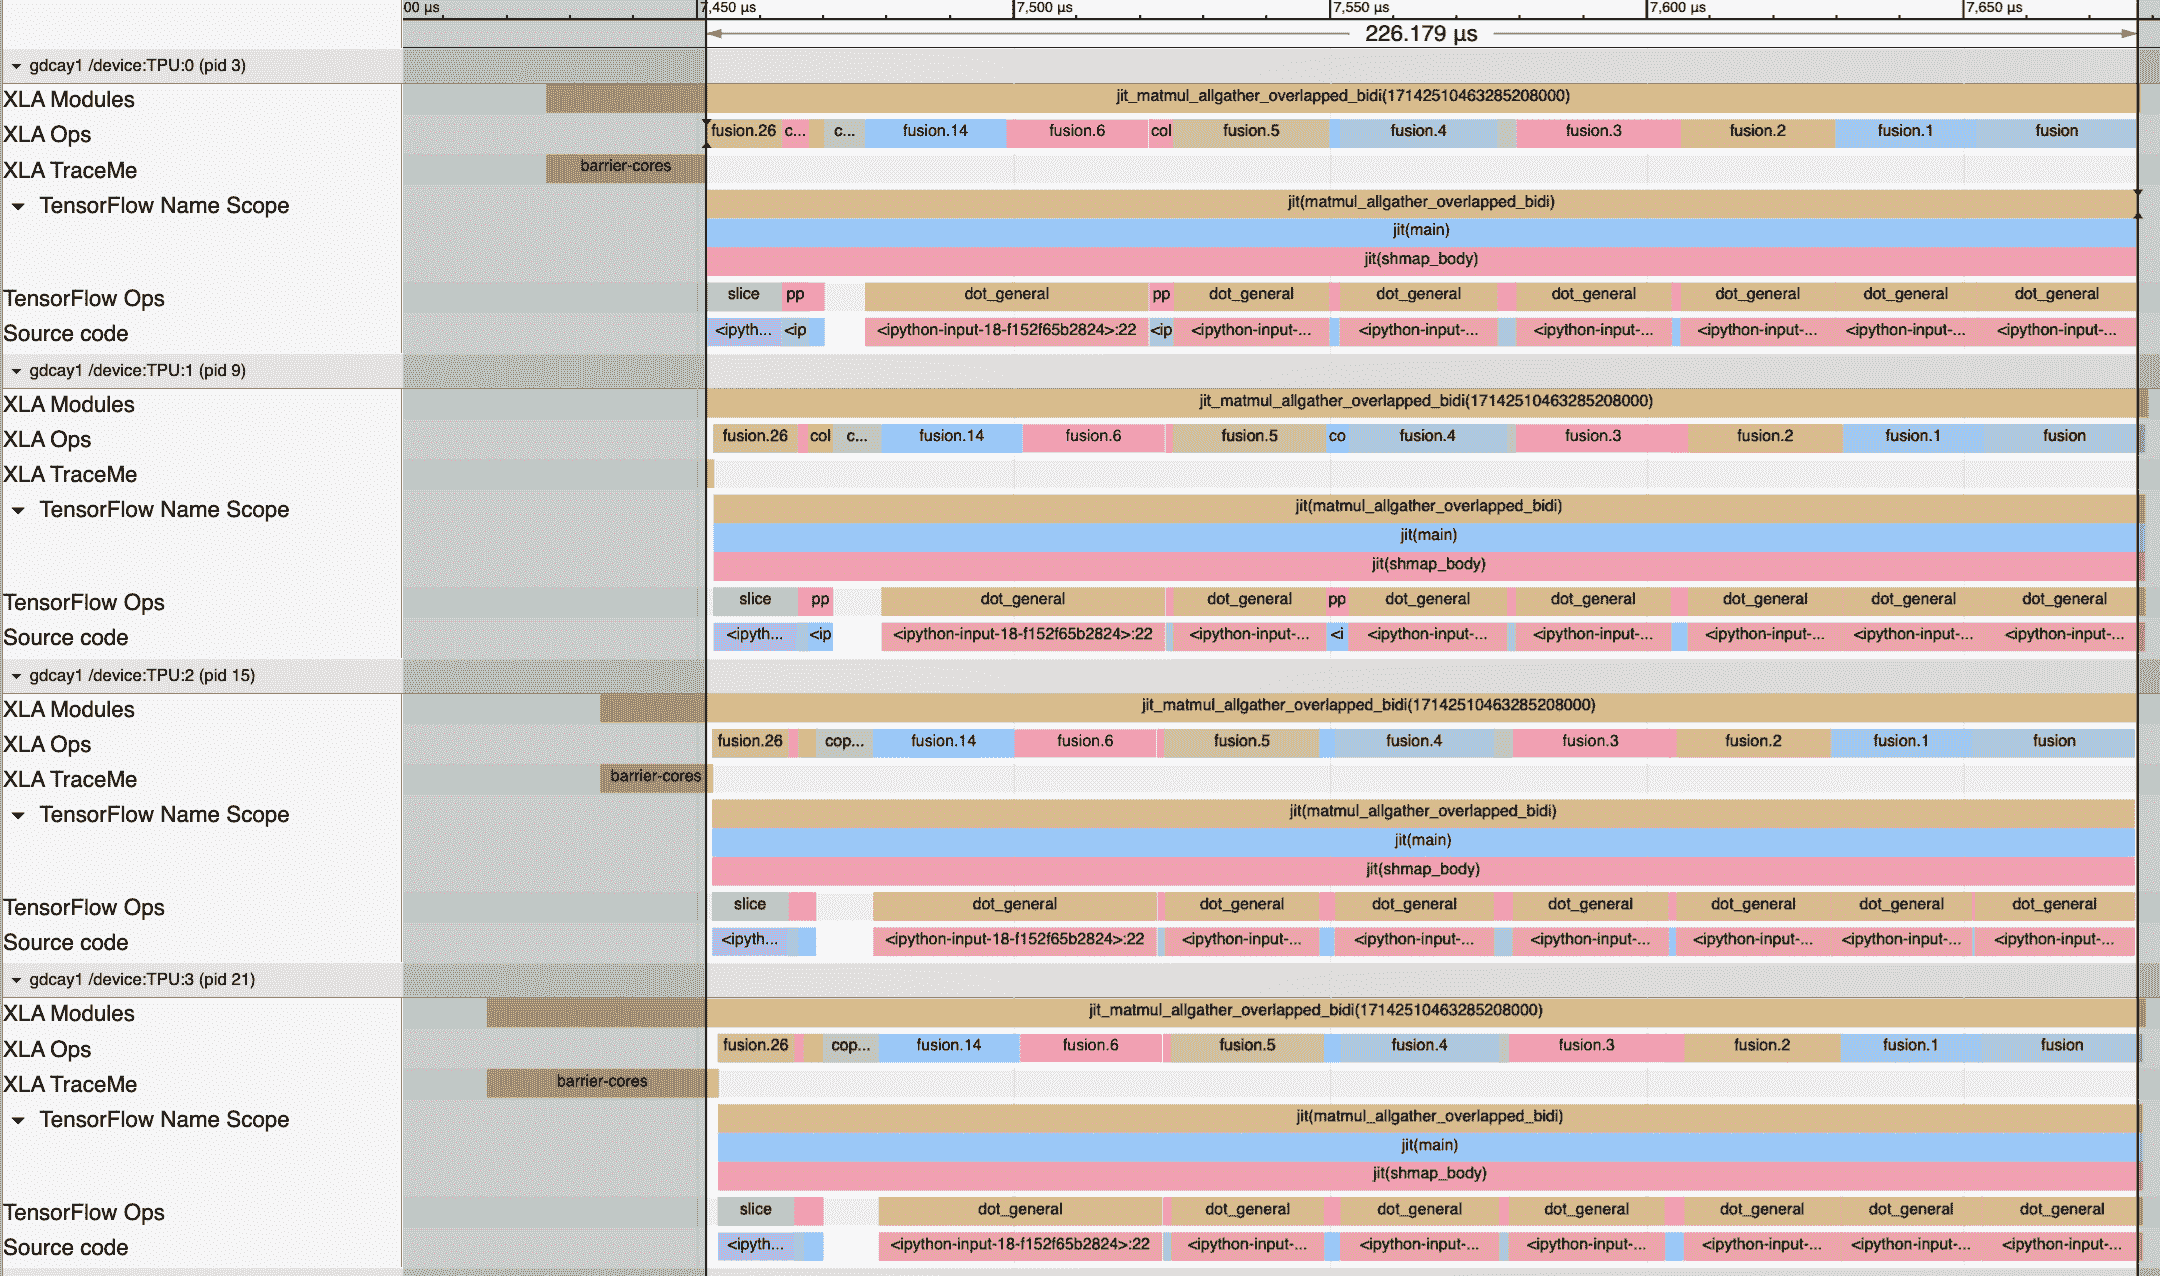 00 µs 7,450 µs 7,500 µs 7,550 µs 7,600 µs 7,650 µs
226.179 µs
gdcay1 /device:TPU:0 (pid 3)
XLA Modules jit_matmul_allgather_overlapped_bidi(17142510463285208000)
XLA Ops fusion.26 c... c... fusion.14 fusion.6 col fusion.5 fusion.4 fusion.3 fusion.2 fusion.1 fusion
XLA TraceMe barrier-cores
TensorFlow Name Scope jit(matmul_allgather_overlapped_bidi)
jit(main)
jit(shmap_body)
TensorFlow Ops slice pp dot_general pp dot_general dot_general dot_general dot_general dot_general dot_general
Source code <ipyth... <ip <ipython-input-18-f152f65b2824>:22 <ip <ipython-input-... <ipython-input-... <ipython-input-... <ipython-input-... <ipython-input-... <ipython-input-...
gdcay1 /device:TPU:1 (pid 9)
XLA Modules jit_matmul_allgather_overlapped_bidi(17142510463285208000)
XLA Ops fusion.26 col c... fusion.14 fusion.6 fusion.5 co fusion.4 fusion.3 fusion.2 fusion.1 fusion
XLA TraceMe
TensorFlow Name Scope jit(matmul_allgather_overlapped_bidi)
jit(main)
jit(shmap_body)
TensorFlow Ops slice pp dot_general dot_general pp dot_general dot_general dot_general dot_general dot_general
Source code <ipyth... <ip <ipython-input-18-f152f65b2824>:22 <ipython-input-... <i <ipython-input-... <ipython-input-... <ipython-input-... <ipython-input-... <ipython-input-...
gdcay1 /device:TPU:2 (pid 15)
XLA Modules jit_matmul_allgather_overlapped_bidi(17142510463285208000)
XLA Ops fusion.26 cop... fusion.14 fusion.6 fusion.5 fusion.4 fusion.3 fusion.2 fusion.1 fusion
XLA TraceMe barrier-cores
TensorFlow Name Scope jit(matmul_allgather_overlapped_bidi)
jit(main)
jit(shmap_body)
TensorFlow Ops slice dot_general dot_general dot_general dot_general dot_general dot_general dot_general
Source code <ipyth... <ipython-input-18-f152f65b2824>:22 <ipython-input-... <ipython-input-... <ipython-input-... <ipython-input-... <ipython-input-... <ipython-input-...
gdcay1 /device:TPU:3 (pid 21)
XLA Modules jit_matmul_allgather_overlapped_bidi(17142510463285208000)
XLA Ops fusion.26 cop... fusion.14 fusion.6 fusion.5 fusion.4 fusion.3 fusion.2 fusion.1 fusion
XLA TraceMe barrier-cores
TensorFlow Name Scope jit(matmul_allgather_overlapped_bidi)
jit(main)
jit(shmap_body)
TensorFlow Ops slice dot_general dot_general dot_general dot_general dot_general dot_general dot_general
Source code <ipyth... <ipython-input-18-f152f65b2824>:22 <ipython-input-... <ipython-input-... <ipython-input-... <ipython-input-... <ipython-input-... <ipython-input-...